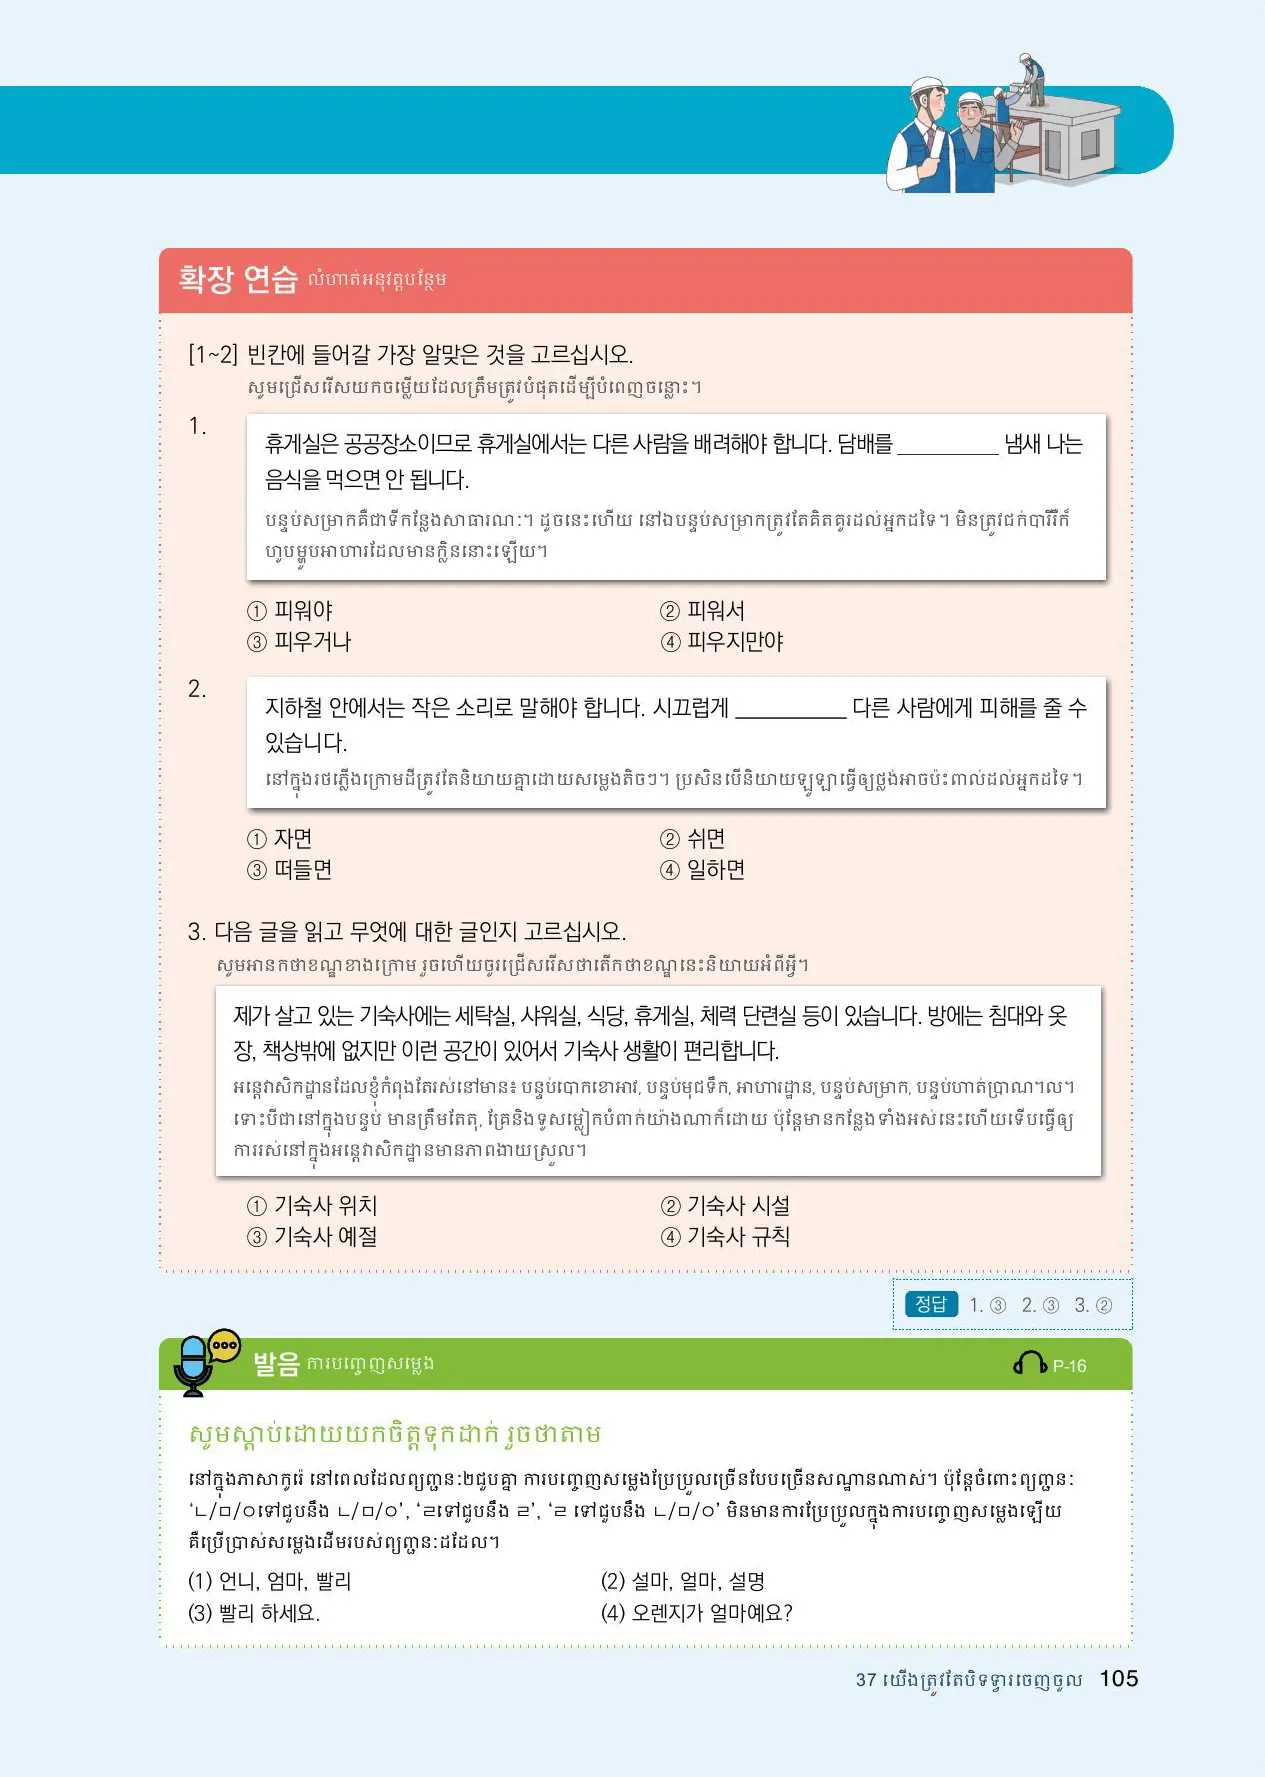 확장 연습 លំហាត់អនុវត្តបន្ថែម
[1~2] 빈칸에 들어갈 가장 알맞은 것을 고르십시오.
សូមជ្រើសរើសយកចម្លើយដែលត្រឹមត្រូវបំផុតដើម្បីបំពេញចន្លោះ។
1.
휴게실은 공공장소이므로 휴게실에서는 다른 사람을 배려해야 합니다. 담배를 __________ 냄새 나는
음식을 먹으면 안 됩니다.
បន្ទប់សម្រាកគឺជាទីកន្លែងសាធារណៈ។ ដូចនេះហើយ នៅឯបន្ទប់សម្រាកត្រូវតែគិតគូរដល់អ្នកដទៃ។ មិនត្រូវជក់បារីរឺក៏
ហូបម្ហូបអាហារដែលមានក្លិននោះឡើយ។
① 피워야 ② 피워서
③ 피우거나 ④ 피우지만야
2.
지하철 안에서는 작은 소리로 말해야 합니다. 시끄럽게 __________ 다른 사람에게 피해를 줄 수
있습니다.
នៅក្នុងរថភ្លើងក្រោមដីត្រូវតែនិយាយគ្នាដោយសម្លេងតិចៗ។ ប្រសិនបើនិយាយឡូឡាធ្វើឲ្យថ្លង់អាចប៉ះពាល់ដល់អ្នកដទៃ។
① 자면 ② 쉬면
③ 떠들면 ④ 일하면
3. 다음 글을 읽고 무엇에 대한 글인지 고르십시오.
សូមអានកថាខណ្ឌខាងក្រោម រួចហើយចូរជ្រើសរើសថាតើកថាខណ្ឌនេះនិយាយអំពីអ្វី។
제가 살고 있는 기숙사에는 세탁실, 샤워실, 식당, 휴게실, 체력 단련실 등이 있습니다. 방에는 침대와 옷
장, 책상밖에 없지만 이런 공간이 있어서 기숙사 생활이 편리합니다.
អន្តេវាសិកដ្ឋានដែលខ្ញុំកំពុងតែរស់នៅមាន៖ បន្ទប់បោកខោអាវ, បន្ទប់មុជទឹក, អាហារដ្ឋាន, បន្ទប់សម្រាក, បន្ទប់ហាត់ប្រាណ។ល។
ទោះបីជានៅក្នុងបន្ទប់ មានត្រឹមតែតុ, គ្រែនិងទូសម្លៀកបំពាក់យ៉ាងណាក៏ដោយ ប៉ុន្តែមានកន្លែងទាំងអស់នេះហើយទើបធ្វើឲ្យ
ការរស់នៅក្នុងអន្តេវាសិកដ្ឋានមានភាពងាយស្រួល។
① 기숙사 위치 ② 기숙사 시설
③ 기숙사 예절 ④ 기숙사 규칙
정답 1. ③ 2. ③ 3. ②
발음 ការបញ្ចេញសម្លេង P-16
សូមស្តាប់ដោយយកចិត្តទុកដាក់ រួចថាតាម
នៅក្នុងភាសាកូរ៉េ នៅពេលដែលព្យញ្ជនៈ២ជួបគ្នា ការបញ្ចេញសម្លេងប្រែប្រួលច្រើនបែបច្រើនសណ្ឋានណាស់។ ប៉ុន្តែចំពោះព្យញ្ជនៈ
‘ㄴ/ㅁ/ㅇទៅជួបនឹង ㄴ/ㅁ/ㅇ’, ‘ㄹទៅជួបនឹង ㄹ’, ‘ㄹ ទៅជួបនឹង ㄴ/ㅁ/ㅇ’ មិនមានការប្រែប្រួលក្នុងការបញ្ចេញសម្លេងឡើយ
គឺប្រើប្រាស់សម្លេងដើមរបស់ព្យញ្ជនៈដដែល។
(1) 언니, 엄마, 빨리 (2) 설마, 얼마, 설명
(3) 빨리 하세요. (4) 오렌지가 얼마예요?
37 យើងត្រូវតែបិទទ្វារចេញចូល 105